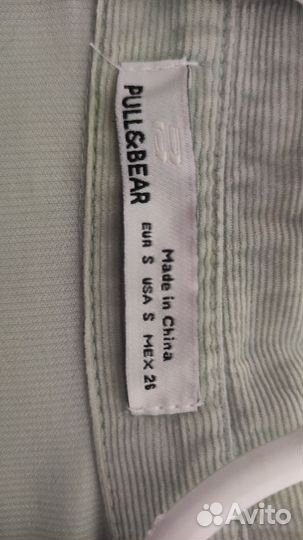 PULL&BEAR
EUR S USA S MEX 26
Made in China
Avito